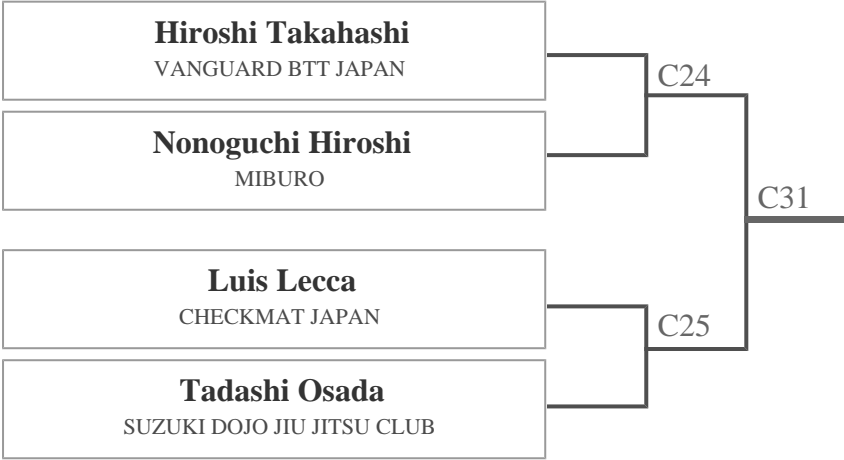 Hiroshi Takahashi
VANGUARD BTT JAPAN
C24
Nonoguchi Hiroshi
MIBURO
C31
Luis Lecca
CHECKMAT JAPAN
C25
Tadashi Osada
SUZUKI DOJO JIU JITSU CLUB